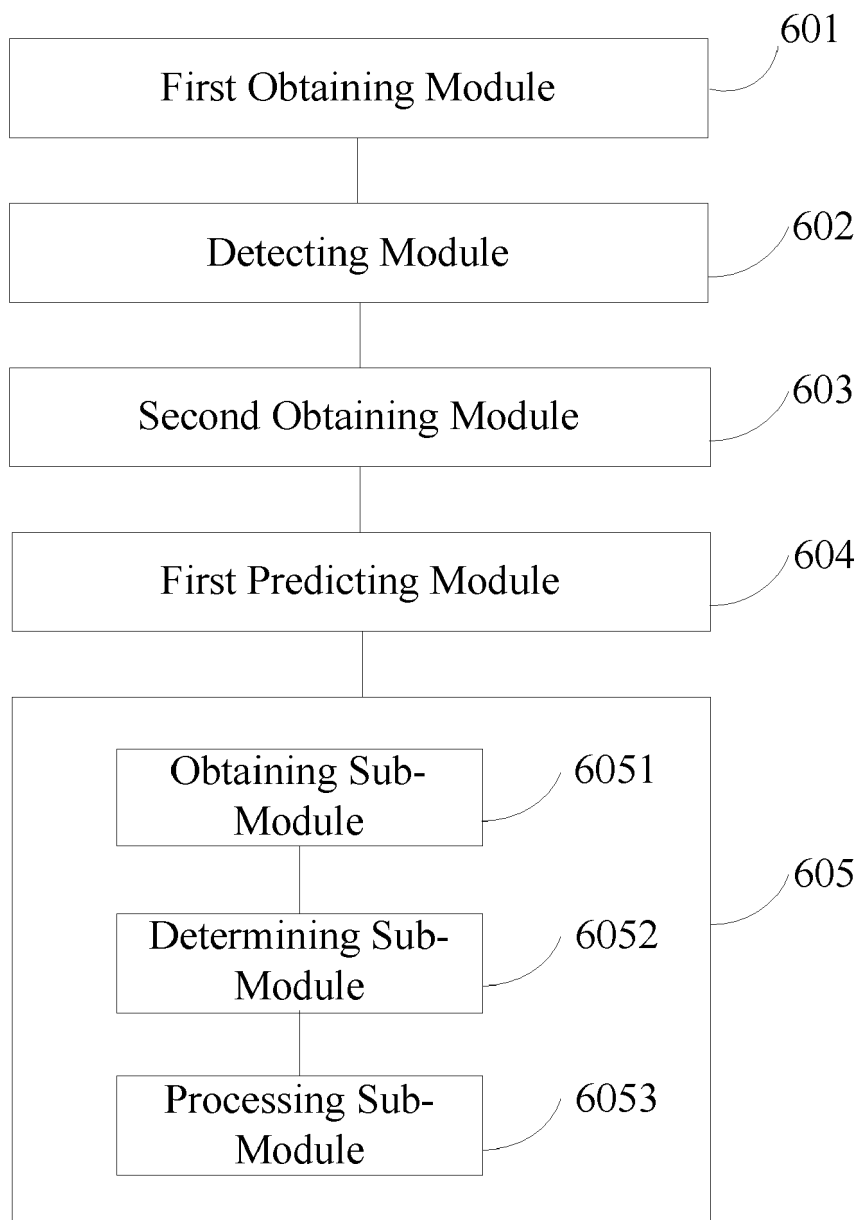 601
First Obtaining Module
602
Detecting Module
603
Second Obtaining Module
604
First Predicting Module
Obtaining Sub-
Module
6051
605
Determining Sub-
Module
6052
Processing Sub-
Module
6053